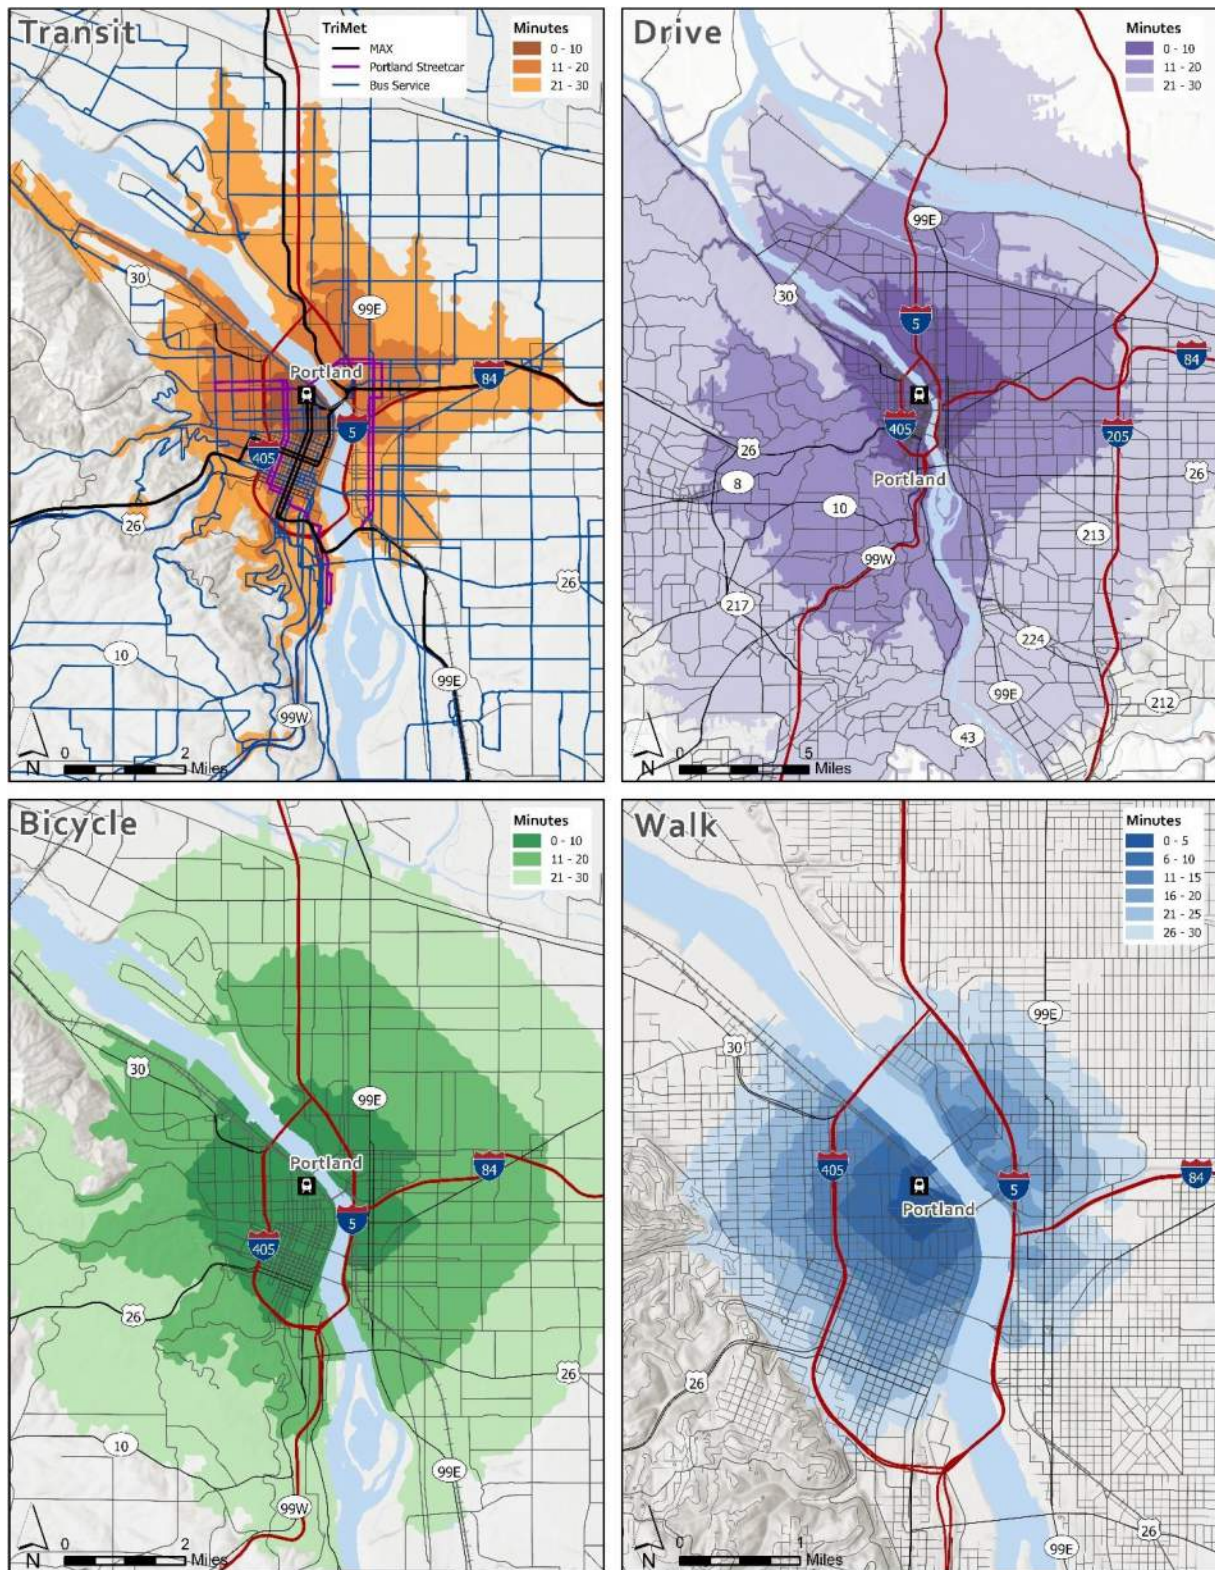 Transit
TriMet
MAX
Portland Streetcar
Bus Service
Minutes
0 - 10
11 - 20
21 - 30
30
99E
Portland
84
5
405
26
26
10
99E
99W
N
0
2
Miles
Drive
Minutes
0 - 10
11 - 20
21 - 30
99E
30
5
84
405
205
26
26
8
Portland
10
213
99W
217
224
99E
212
43
N
0
5
Miles
Bicycle
Minutes
0 - 10
11 - 20
21 - 30
30
99E
Portland
84
5
405
26
26
10
99E
99W
N
0
2
Miles
Walk
Minutes
0 - 5
6 - 10
11 - 15
16 - 20
21 - 25
26 - 30
99E
30
405
84
5
Portland
26
26
99E
N
0
1
Miles